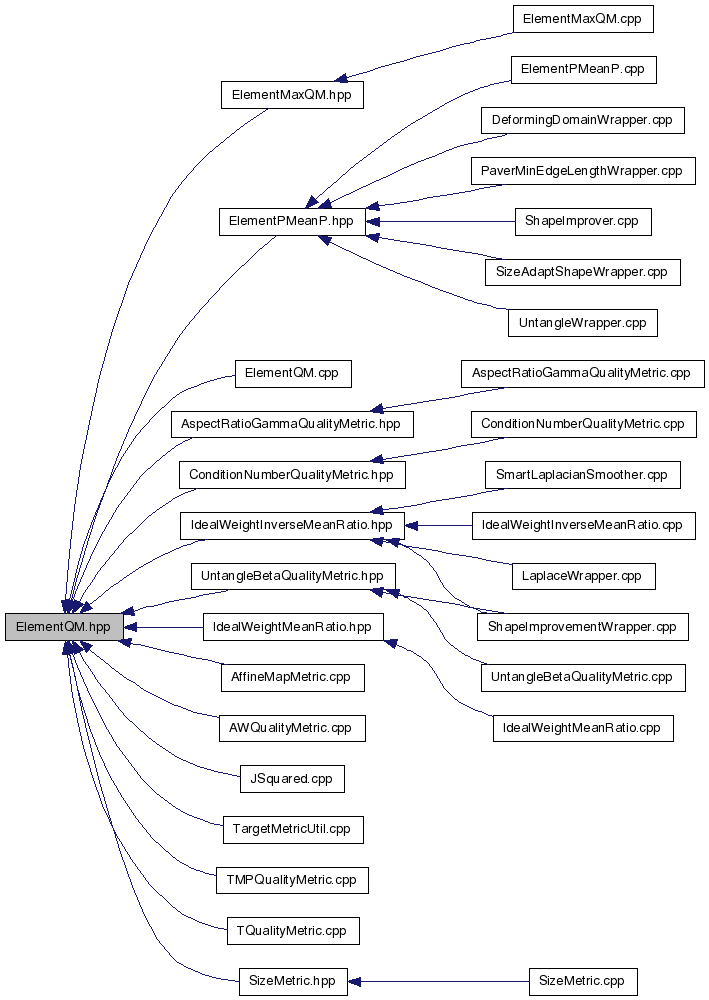 ElementMaxQM.cpp
ElementPMeanP.cpp
ElementMaxQM.hpp
DeformingDomainWrapper.cpp
PaverMinEdgeLengthWrapper.cpp
ElementPMeanP.hpp
ShapeImprover.cpp
SizeAdaptShapeWrapper.cpp
UntangleWrapper.cpp
ElementQM.cpp
AspectRatioGammaQualityMetric.cpp
AspectRatioGammaQualityMetric.hpp
ConditionNumberQualityMetric.cpp
ConditionNumberQualityMetric.hpp
SmartLaplacianSmoother.cpp
IdealWeightInverseMeanRatio.hpp
IdealWeightInverseMeanRatio.cpp
UntangleBetaQualityMetric.hpp
LaplaceWrapper.cpp
ElementQM.hpp
IdealWeightMeanRatio.hpp
ShapeImprovementWrapper.cpp
AffineMapMetric.cpp
UntangleBetaQualityMetric.cpp
AWQualityMetric.cpp
IdealWeightMeanRatio.cpp
JSquared.cpp
TargetMetricUtil.cpp
TMPQualityMetric.cpp
TQualityMetric.cpp
SizeMetric.hpp
SizeMetric.cpp